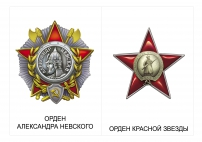 ОРДЕН
АЛЕКСАНДРА НЕВСКОГО
ОРДЕН КРАСНОЙ ЗВЕЗДЫ